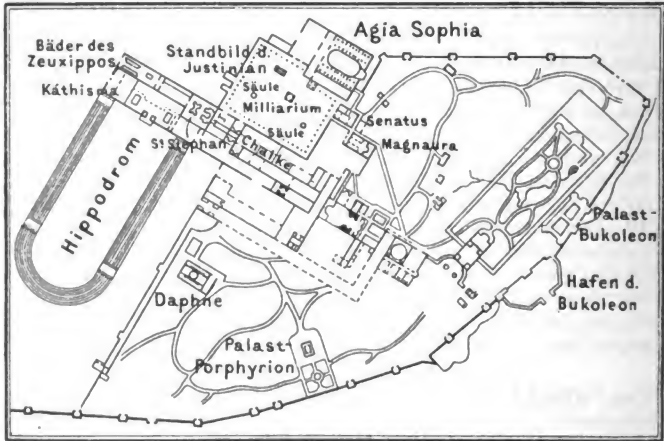 Agia Sophia
Bäder des
Zeuxippos
Standbild d.
Justinian
Káthisma
Säule
Milliarium
Säule
Senatus
Magnaura
St Stephan
Chalke
Hippodrom
Palast-
Bukoleon
Hafen d.
Bukoleon
Daphne
Palast-
Porphyrion